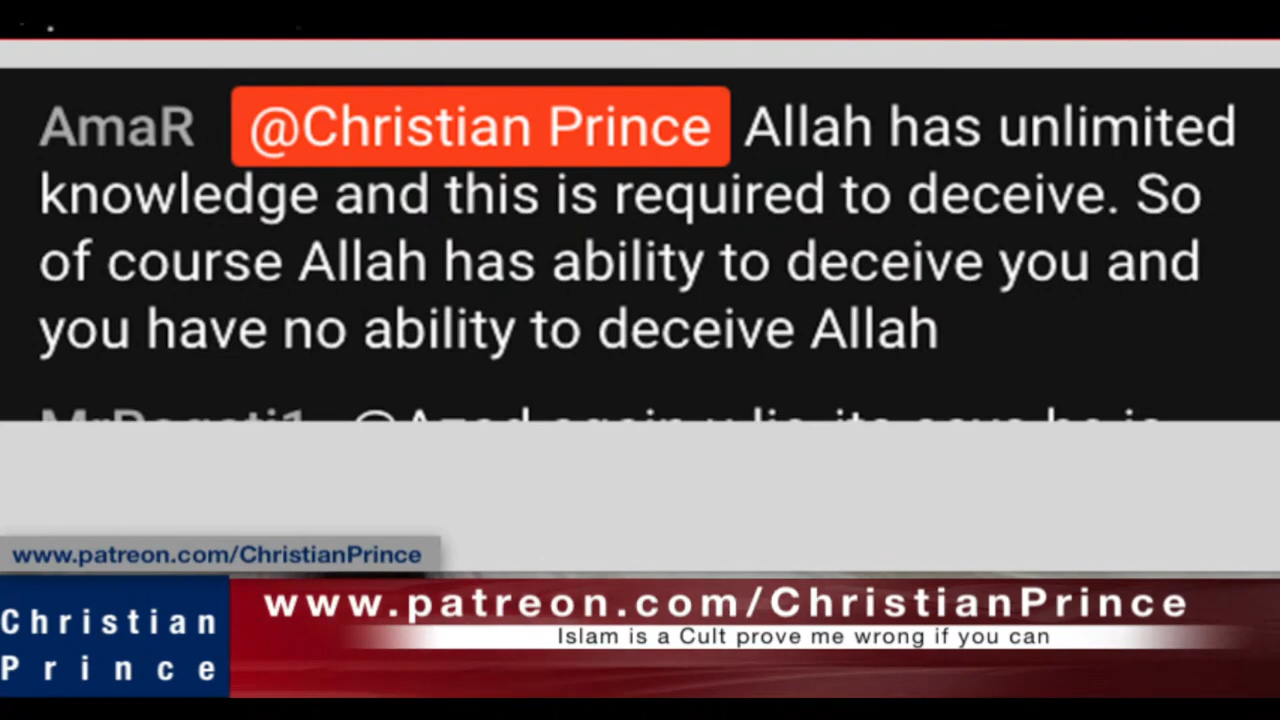 AmaR @Christian Prince Allah has unlimited
knowledge and this is required to deceive. So
of course Allah has ability to deceive you and
you have no ability to deceive Allah
www.patreon.com/ChristianPrince
www.patreon.com/ChristianPrince
Islam is a Cult prove me wrong if you can
Christian
Prince